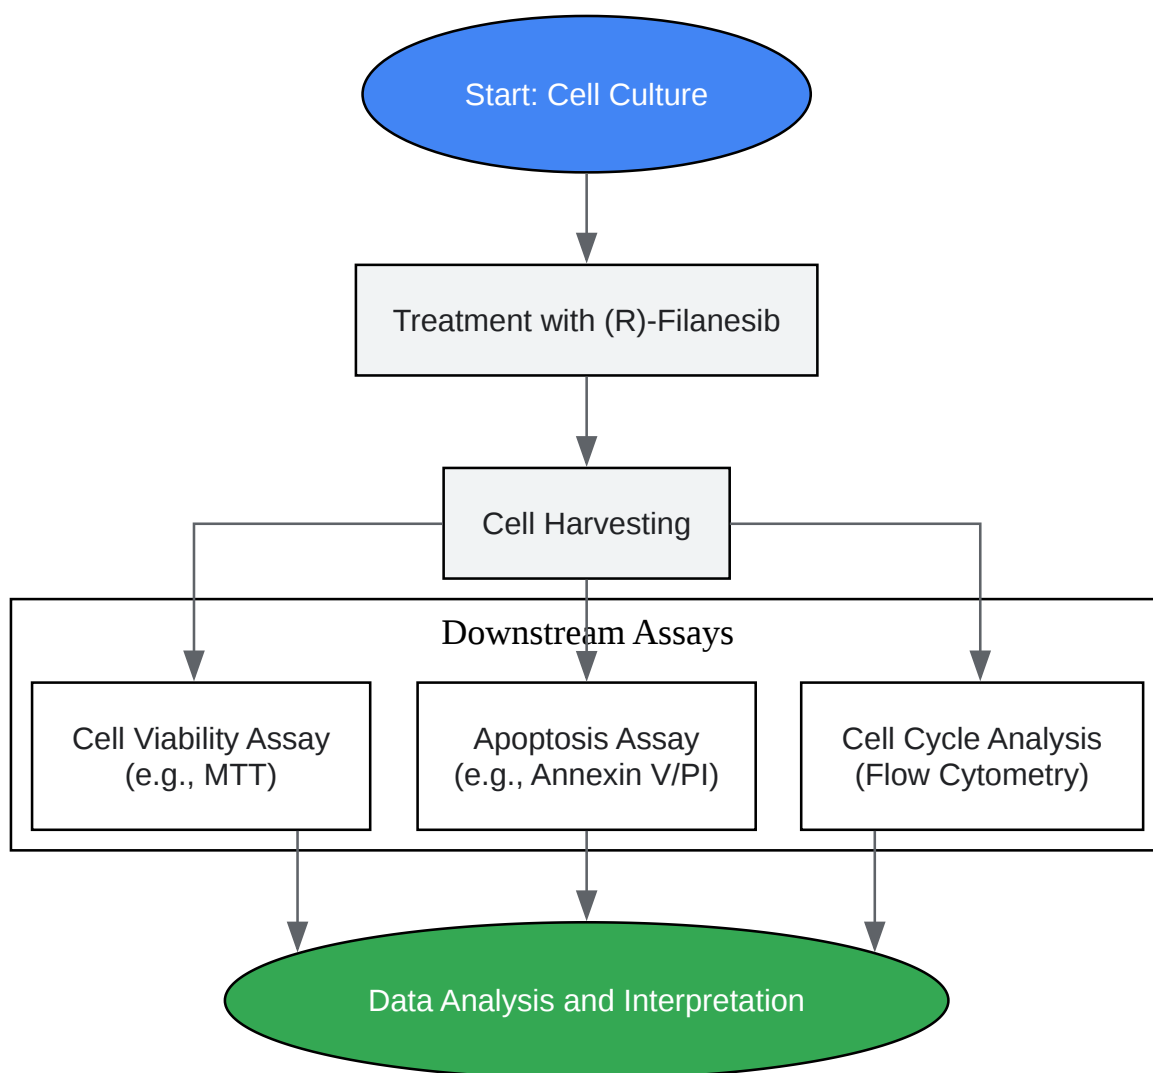 Start: Cell Culture
Treatment with (R)-Filanesib
Cell Harvesting
Downstream Assays
Cell Viability Assay
(e.g., MTT)
Apoptosis Assay
(e.g., Annexin V/PI)
Cell Cycle Analysis
(Flow Cytometry)
Data Analysis and Interpretation